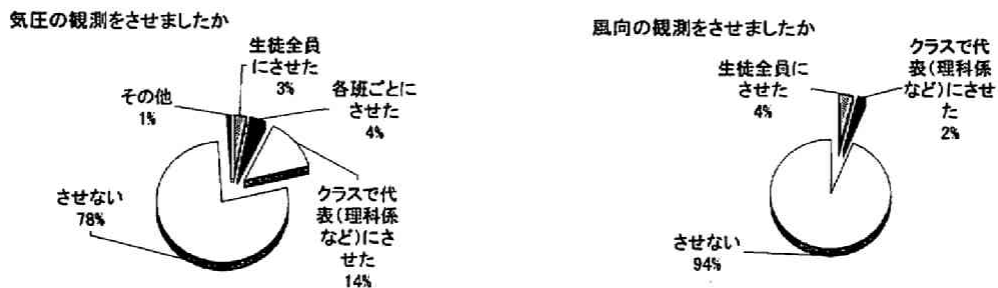 気圧の観測をさせましたか
生徒全員
にさせた
3%
その他
1%
各班ごとに
させた
4%
させない
78%
クラスで代
表(理科係
など)にさ
せた
14%
風向の観測をさせましたか
生徒全員に
させた
4%
クラスで代
表(理科係
など)にさせ
た
2%
させない
94%